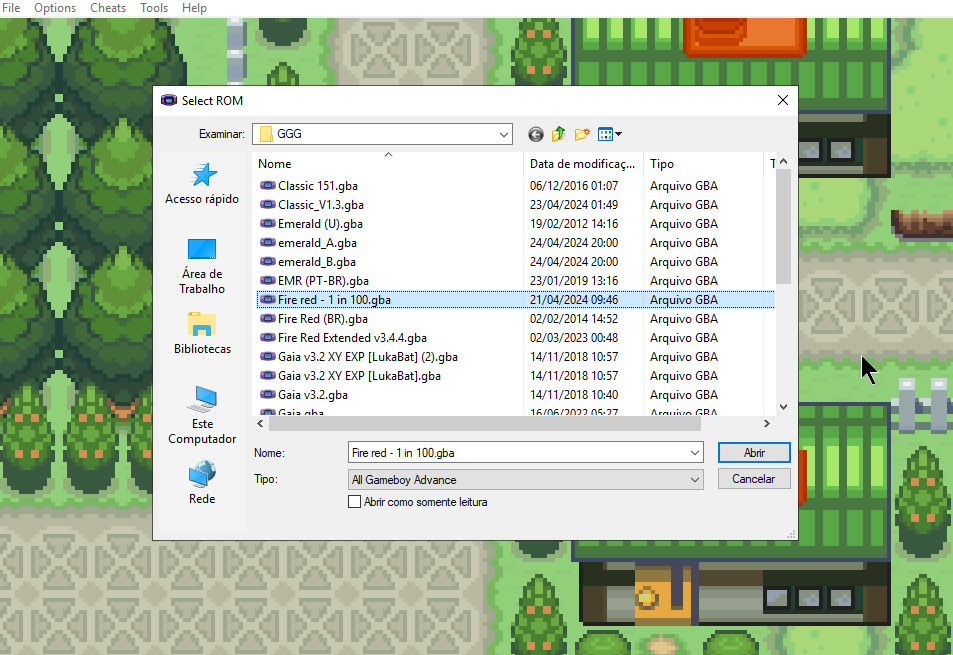 File Options Cheats Tools Help
Select ROM
Examinar: GGG
Acesso rápido
Área de
Trabalho
Bibliotecas
Este
Computador
Rede
Nome Data de modificaç... Tipo T
Classic 151.gba 06/12/2016 01:07 Arquivo GBA
Classic_V1.3.gba 23/04/2024 01:49 Arquivo GBA
Emerald (U).gba 19/02/2012 14:16 Arquivo GBA
emerald_A.gba 24/04/2024 20:00 Arquivo GBA
emerald_B.gba 24/04/2024 20:00 Arquivo GBA
EMR (PT-BR).gba 23/01/2019 13:16 Arquivo GBA
Fire red - 1 in 100.gba 21/04/2024 09:46 Arquivo GBA
Fire Red (BR).gba 02/02/2014 14:52 Arquivo GBA
Fire Red Extended v3.4.4.gba 02/03/2023 00:48 Arquivo GBA
Gaia v3.2 XY EXP [LukaBat] (2).gba 14/11/2018 10:57 Arquivo GBA
Gaia v3.2 XY EXP [LukaBat].gba 14/11/2018 10:57 Arquivo GBA
Gaia v3.2.gba 14/11/2018 10:40 Arquivo GBA
Gaia.gba 16/06/2022 05:27 Arquivo GBA
Nome: Fire red - 1 in 100.gba Abrir
Tipo: All Gameboy Advance Cancelar
Abrir como somente leitura